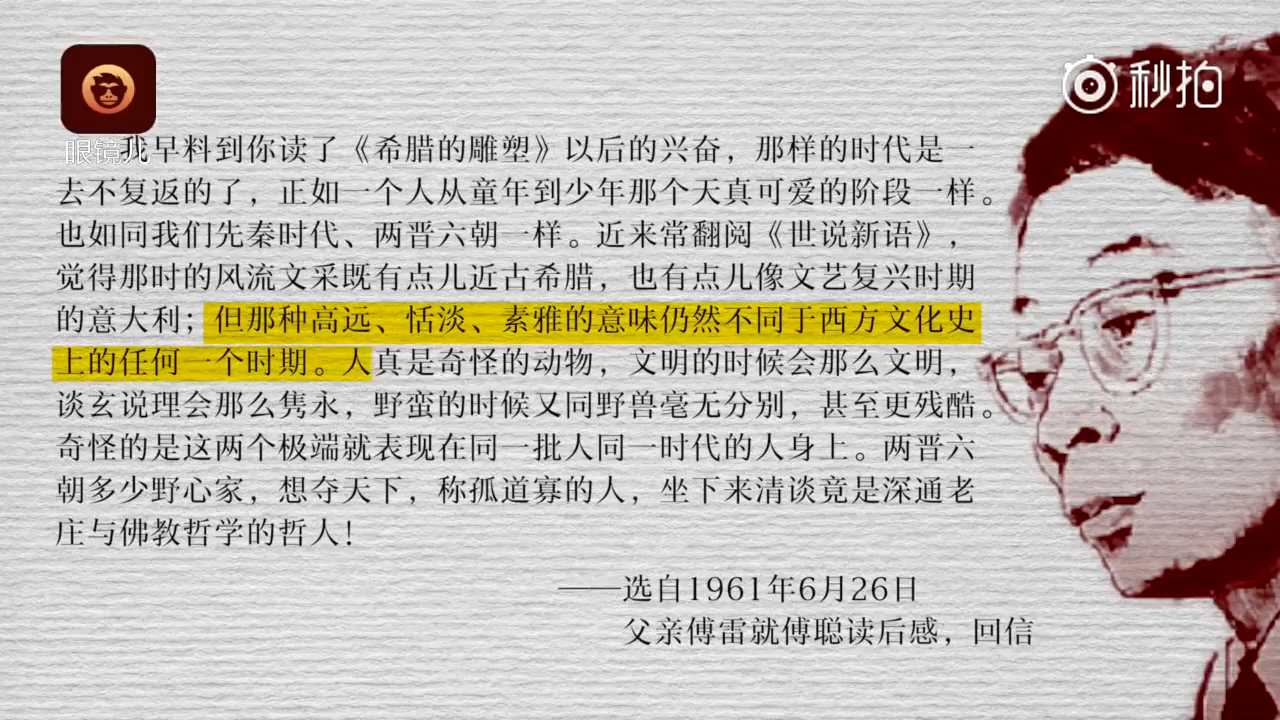 秒拍
眼镜儿
我早料到你读了《希腊的雕塑》以后的兴奋，那样的时代是一
去不复返的了，正如一个人从童年到少年那个天真可爱的阶段一样。
也如同我们先秦时代、两晋六朝一样。近来常翻阅《世说新语》，
觉得那时的风流文采既有点儿近古希腊，也有点儿像文艺复兴时期
的意大利；但那种高远、恬淡、素雅的意味仍然不同于西方文化史
上的任何一个时期。人真是奇怪的动物，文明的时候会那么文明，
谈玄说理会那么隽永，野蛮的时候又同野兽毫无分别，甚至更残酷。
奇怪的是这两个极端就表现在同一批人同一时代的人身上。两晋六
朝多少野心家，想夺天下，称孤道寡的人，坐下来清谈竟是深通老
庄与佛教哲学的哲人！
——选自1961年6月26日
父亲傅雷就傅聪读后感，回信